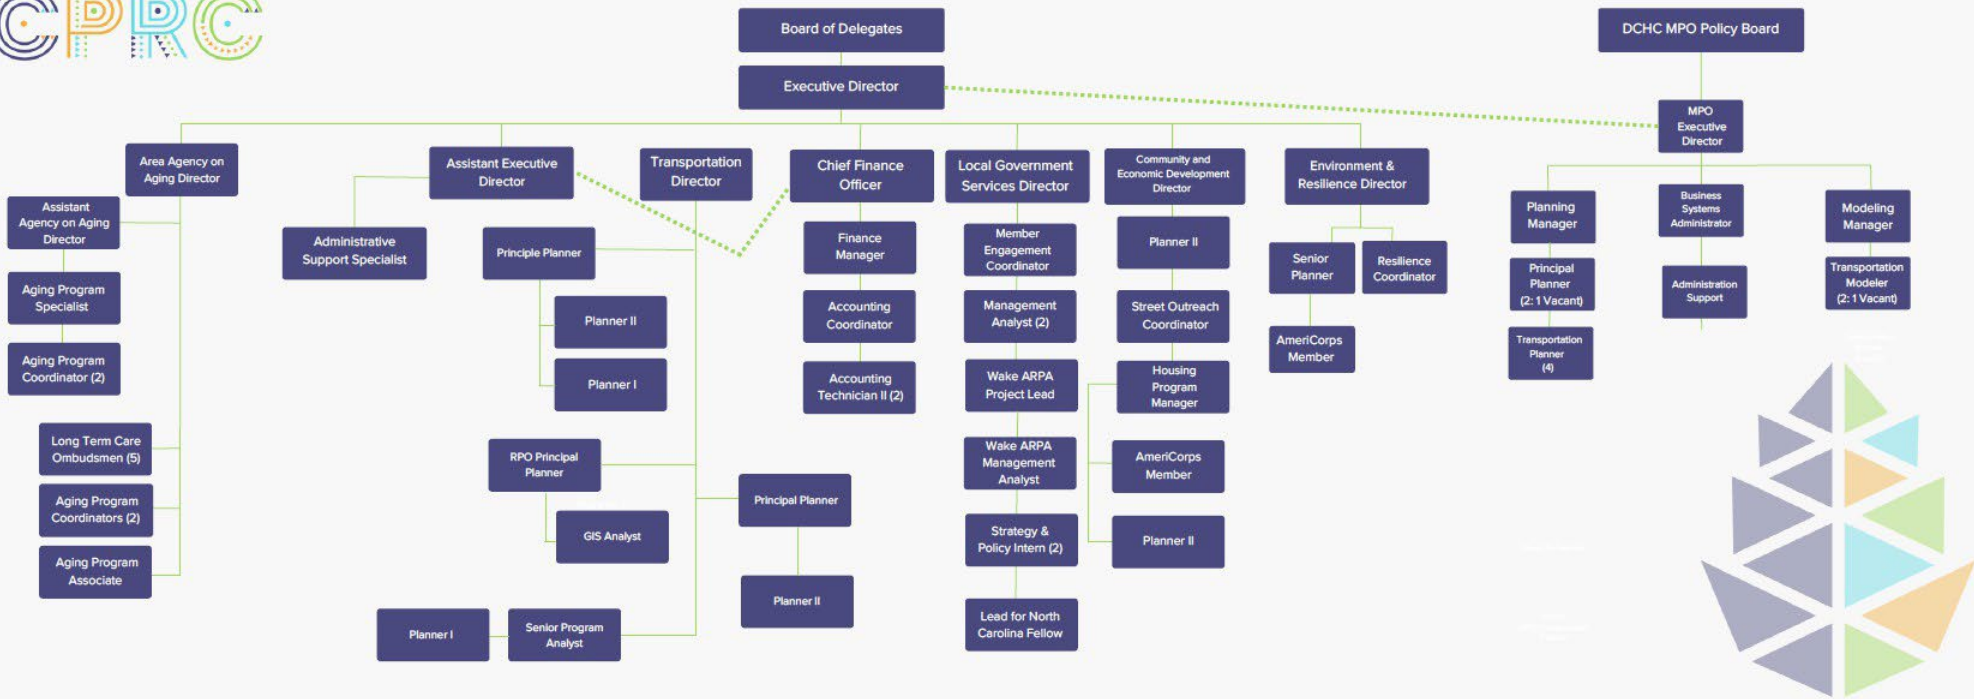 CPRC
Board of Delegates
DCHC MPO Policy Board
Executive Director
MPO
Executive
Director
Area Agency on
Aging Director
Assistant Executive
Director
Transportation
Director
Chief Finance
Officer
Local Government
Services Director
Community and
Economic Development
Director
Environment &
Resilience Director
Assistant
Agency on Aging
Director
Aging Program
Specialist
Aging Program
Coordinator (2)
Long Term Care
Ombudsmen (5)
Aging Program
Coordinators (2)
Aging Program
Associate
Administrative
Support Specialist
Principle Planner
Planner II
Planner I
RPO Principal
Planner
GIS Analyst
Principal Planner
Planner II
Planner I
Senior Program
Analyst
Finance
Manager
Accounting
Coordinator
Accounting
Technician II (2)
Member
Engagement
Coordinator
Management
Analyst (2)
Wake ARPA
Project Lead
Wake ARPA
Management
Analyst
Strategy &
Policy Intern (2)
Lead for North
Carolina Fellow
Planner II
Street Outreach
Coordinator
Housing
Program
Manager
AmeriCorps
Member
Planner II
Senior
Planner
Resilience
Coordinator
AmeriCorps
Member
Planning
Manager
Principal
Planner
(2: 1 Vacant)
Transportation
Planner
(4)
Business
Systems
Administrator
Administration
Support
Modeling
Manager
Transportation
Modeler
(2: 1 Vacant)